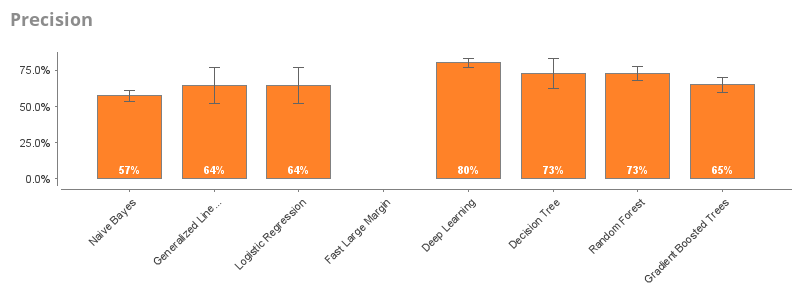 Precision
75.0%
50.0%
25.0%
0.0%
57%
64%
64%
80%
73%
73%
65%
Naive Bayes
Generalized Line...
Logistic Regression
Fast Large Margin
Deep Learning
Decision Tree
Random Forest
Gradient Boosted Trees